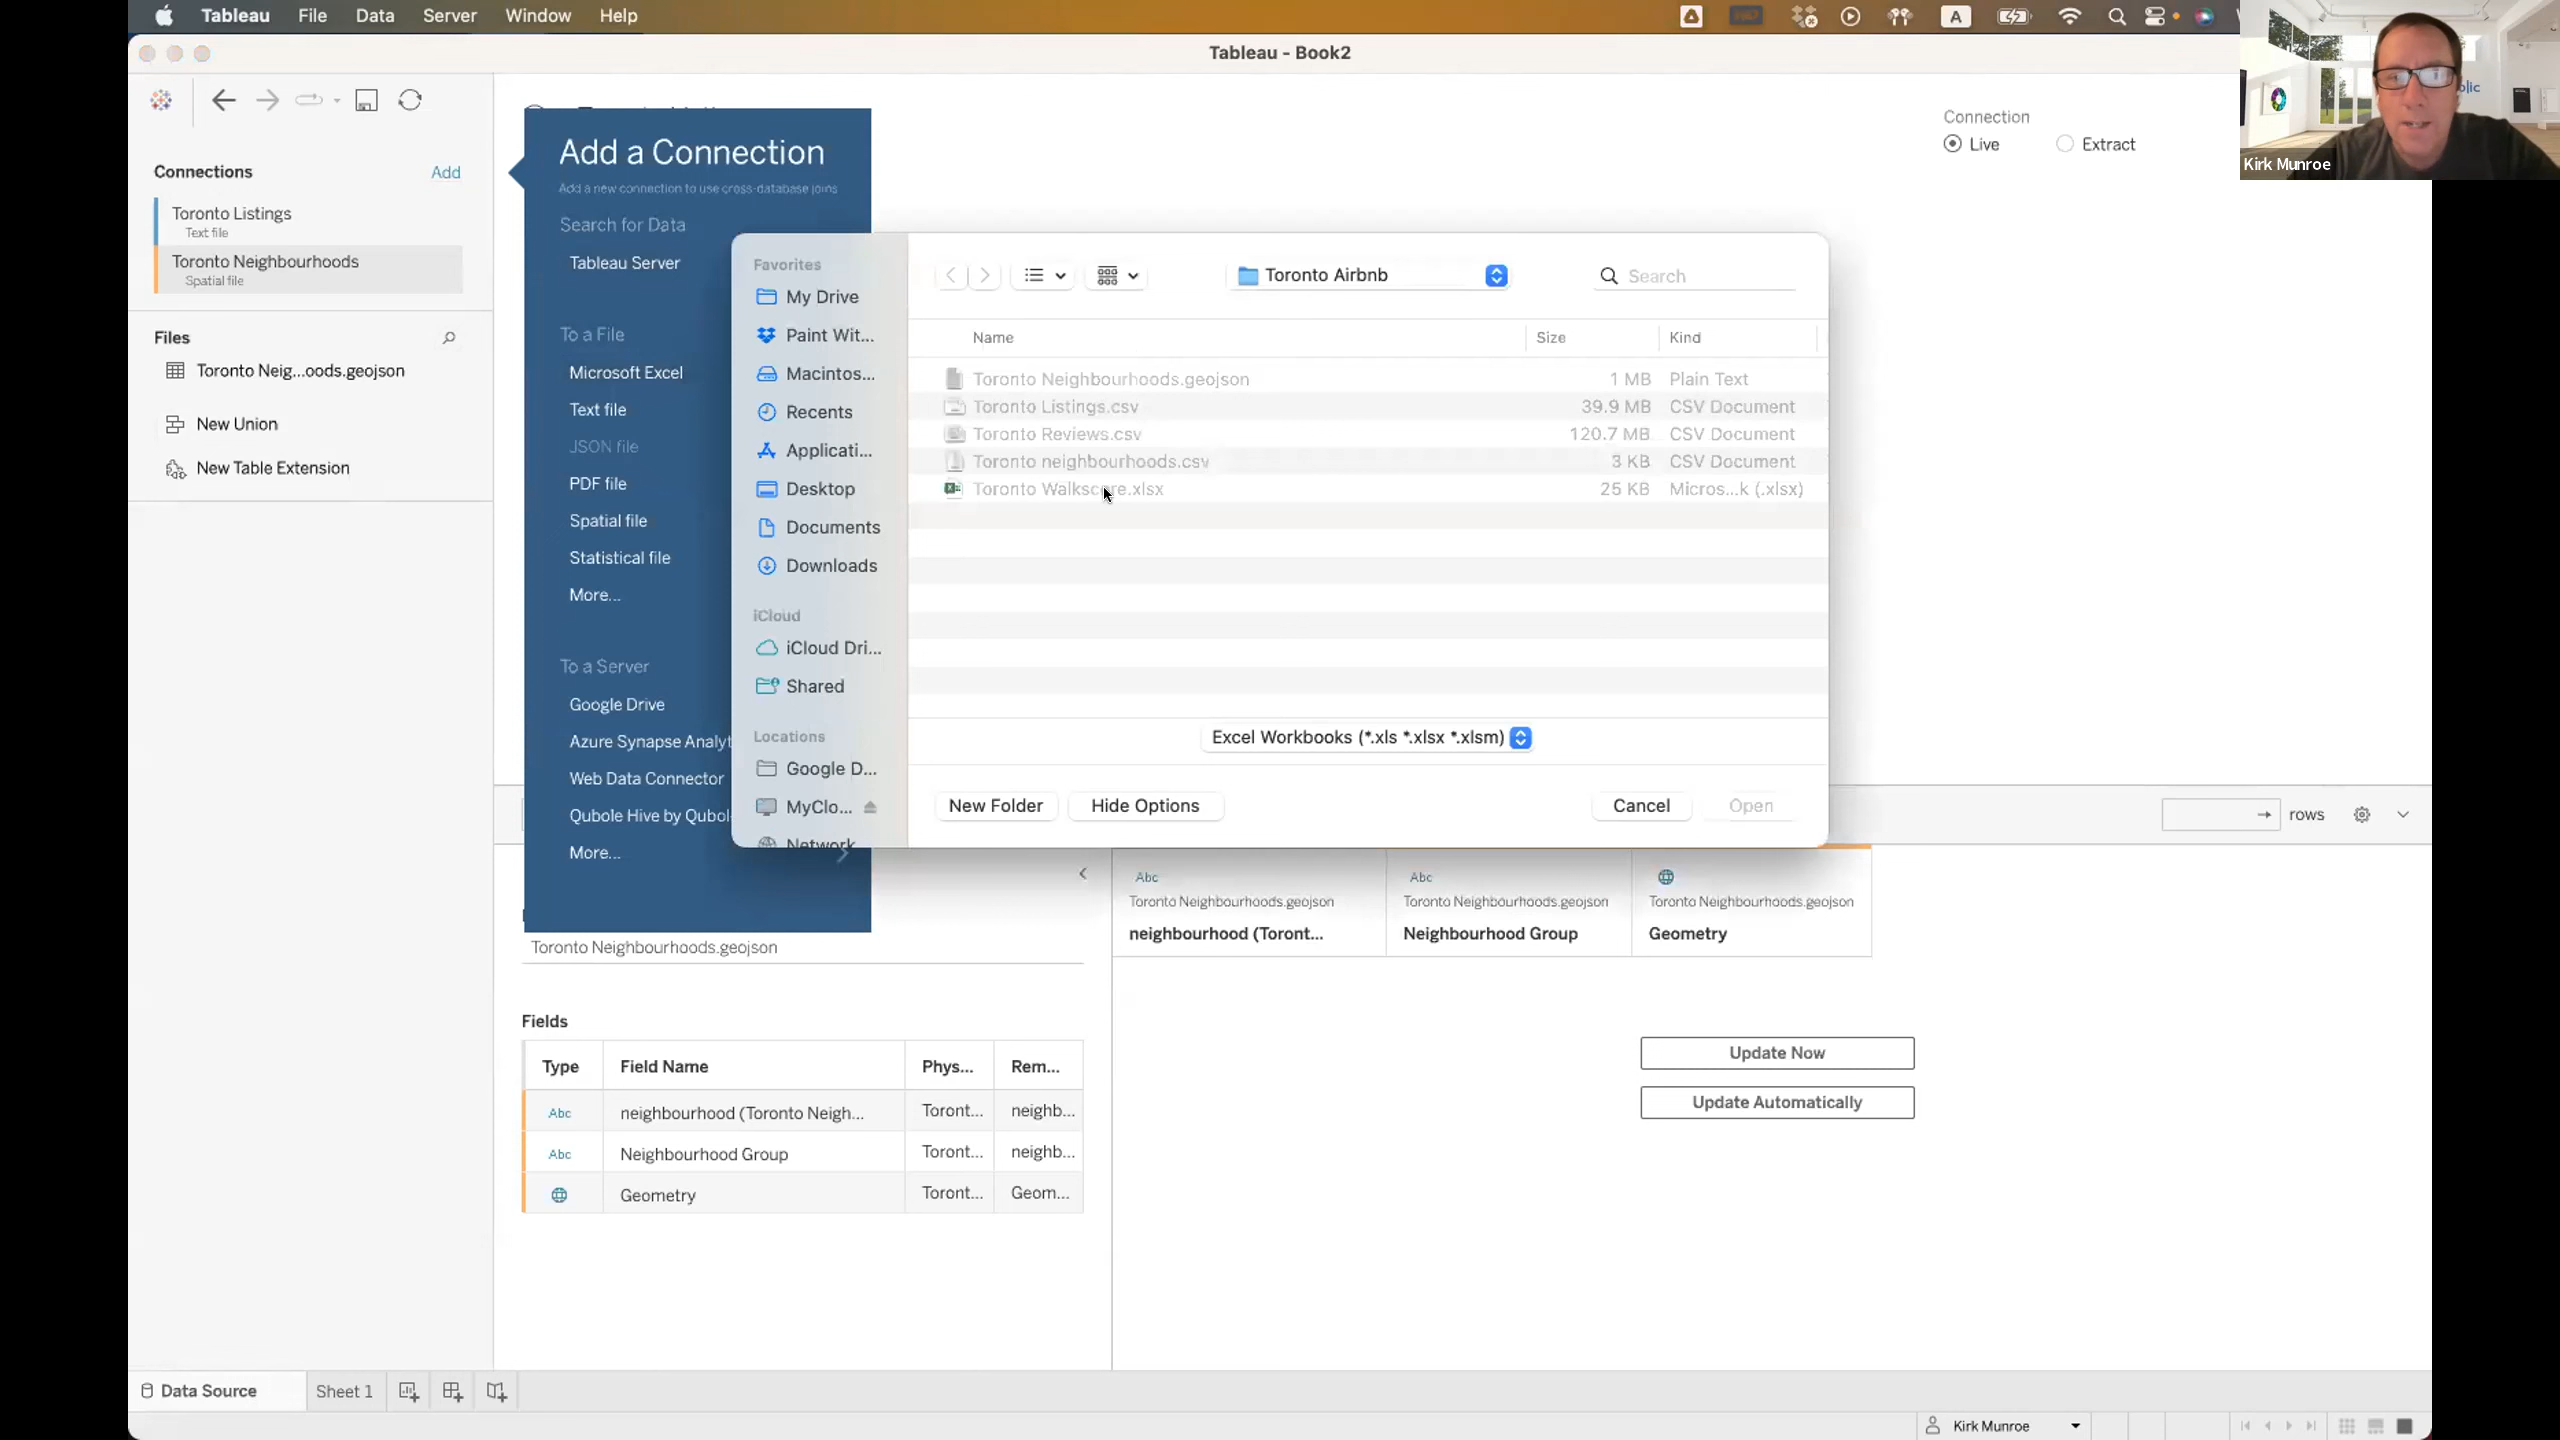 Tableau File Data Server Window Help
A
Tableau - Book2
Kirk Munroe
Connections Add
Toronto Listings
Text file
Toronto Neighbourhoods
Spatial file
Files
Toronto Neig...oods.geojson
New Union
New Table Extension
Connection
Live Extract
Add a Connection
Add a new connection to use cross-database joins
Search for Data
Tableau Server
To a File
Microsoft Excel
Text file
JSON file
PDF file
Spatial file
Statistical file
More...
To a Server
Google Drive
Azure Synapse Analyt
Web Data Connector
Qubole Hive by Qubol
More...
Favorites
My Drive
Paint Wit...
Macintos...
Recents
Applicati...
Desktop
Documents
Downloads
iCloud
iCloud Dri...
Shared
Locations
Google D...
MyClo...
Network
Toronto Airbnb
Search
Name Size Kind
Toronto Neighbourhoods.geojson 1 MB Plain Text
Toronto Listings.csv 39.9 MB CSV Document
Toronto Reviews.csv 120.7 MB CSV Document
Toronto neighbourhoods.csv 3 KB CSV Document
Toronto Walkscore.xlsx 25 KB Micros...k (.xlsx)
Excel Workbooks (*.xls *.xlsx *.xlsm)
New Folder Hide Options Cancel Open
rows
Toronto Neighbourhoods.geojson
Fields
Type Field Name Phys... Rem...
Abc neighbourhood (Toronto Neigh... Toront... neighb...
Abc Neighbourhood Group Toront... neighb...
Geometry Toront... Geom...
Abc Abc
Toronto Neighbourhoods.geojson Toronto Neighbourhoods.geojson Toronto Neighbourhoods.geojson
neighbourhood (Toront... Neighbourhood Group Geometry
Update Now
Update Automatically
Data Source Sheet 1
Kirk Munroe